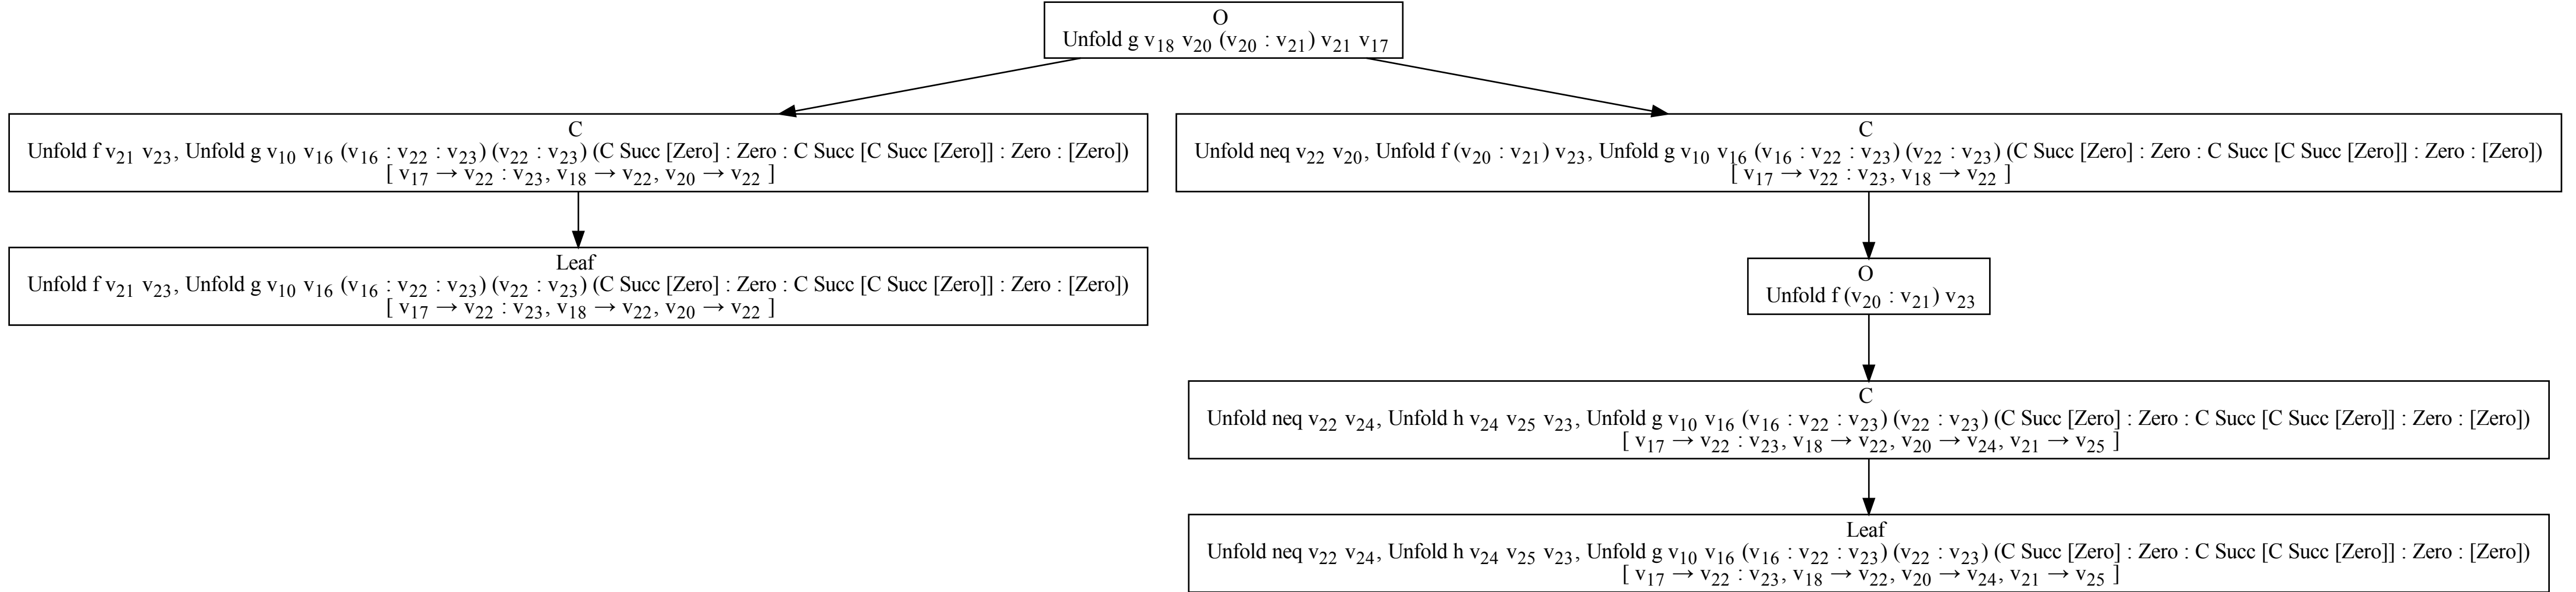 O
Unfold g v18 v20 (v20 : v21) v21 v17
C
Unfold f v21 v23, Unfold g v10 v16 (v16 : v22 : v23) (v22 : v23) (C Succ [Zero] : Zero : C Succ [C Succ [Zero]] : Zero : [Zero])
[ v17 → v22 : v23, v18 → v22, v20 → v22 ]
C
Unfold neq v22 v20, Unfold f (v20 : v21) v23, Unfold g v10 v16 (v16 : v22 : v23) (v22 : v23) (C Succ [Zero] : Zero : C Succ [C Succ [Zero]] : Zero : [Zero])
[ v17 → v22 : v23, v18 → v22 ]
Leaf
Unfold f v21 v23, Unfold g v10 v16 (v16 : v22 : v23) (v22 : v23) (C Succ [Zero] : Zero : C Succ [C Succ [Zero]] : Zero : [Zero])
[ v17 → v22 : v23, v18 → v22, v20 → v22 ]
O
Unfold f (v20 : v21) v23
C
Unfold neq v22 v24, Unfold h v24 v25 v23, Unfold g v10 v16 (v16 : v22 : v23) (v22 : v23) (C Succ [Zero] : Zero : C Succ [C Succ [Zero]] : Zero : [Zero])
[ v17 → v22 : v23, v18 → v22, v20 → v24, v21 → v25 ]
Leaf
Unfold neq v22 v24, Unfold h v24 v25 v23, Unfold g v10 v16 (v16 : v22 : v23) (v22 : v23) (C Succ [Zero] : Zero : C Succ [C Succ [Zero]] : Zero : [Zero])
[ v17 → v22 : v23, v18 → v22, v20 → v24, v21 → v25 ]